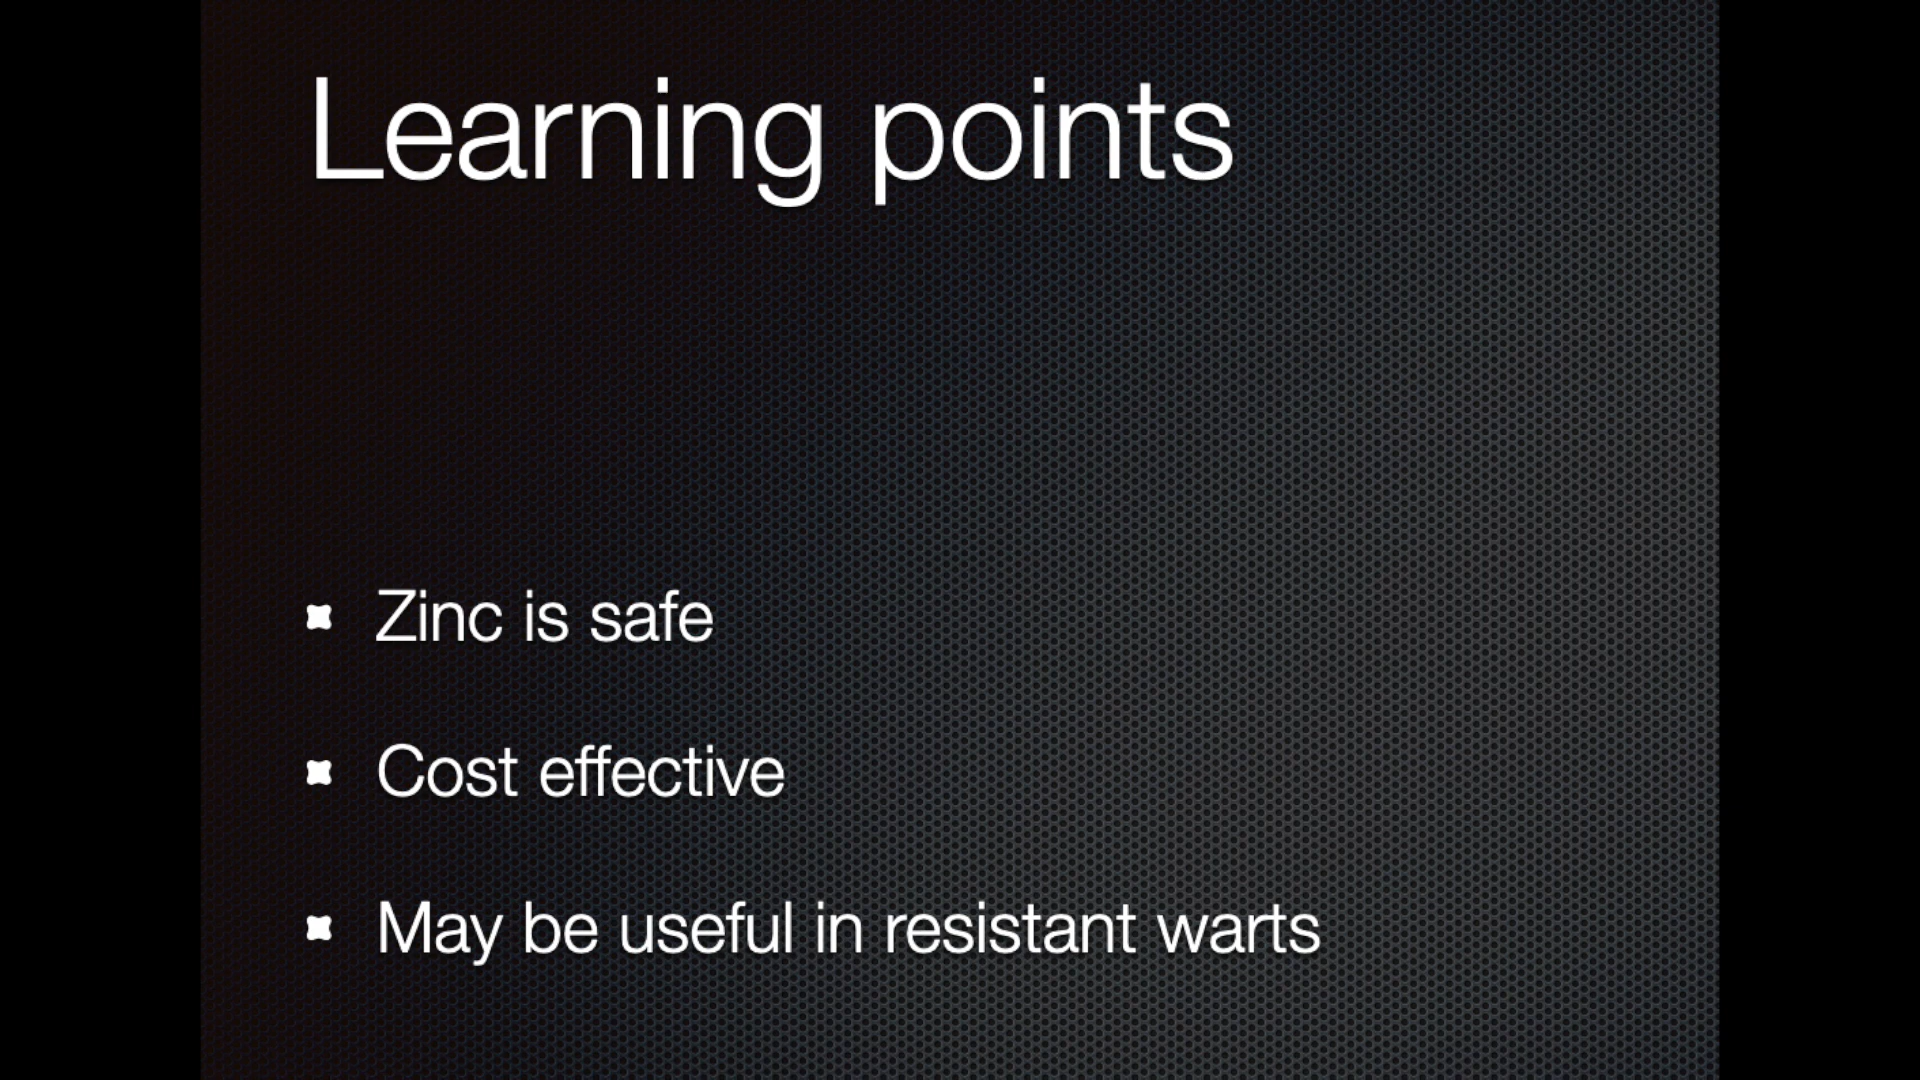 Learning points
Zinc is safe
Cost effective
May be useful in resistant warts